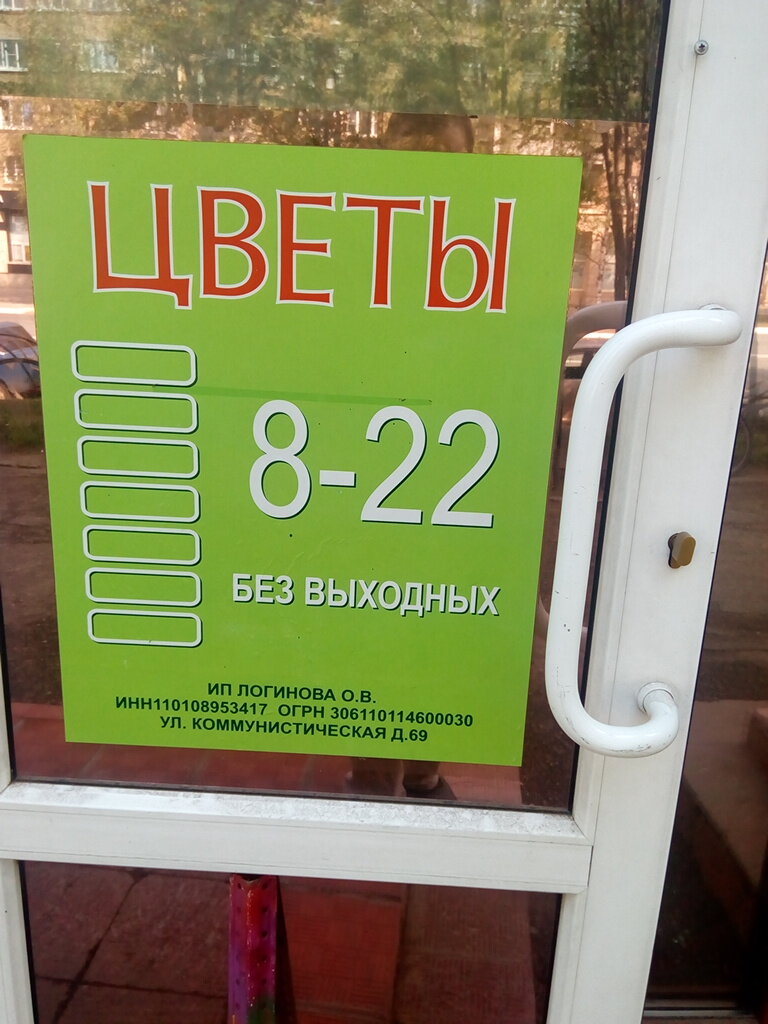 ЦВЕТЫ
8-22
БЕЗ ВЫХОДНЫХ
ИП ЛОГИНОВА О.В.
ИНН110108953417 ОГРН 306110114600030
УЛ. КОММУНИСТИЧЕСКАЯ Д.69